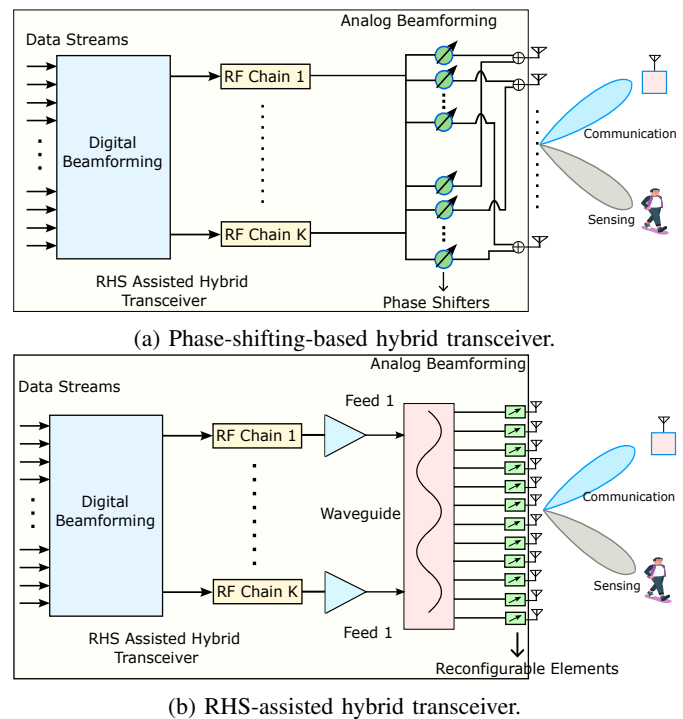 Analog Beamforming
Data Streams
RF Chain 1
Digital
Beamforming
Communication
RF Chain K
Sensing
RHS Assisted Hybrid
Transceiver
Phase Shifters
(a) Phase-shifting-based hybrid transceiver.
Analog Beamforming
Data Streams
Feed 1
RF Chain 1
Digital
Beamforming
Waveguide
Communication
RF Chain K
Sensing
Feed 1
RHS Assisted Hybrid
Transceiver
Reconfigurable Elements
(b) RHS-assisted hybrid transceiver.